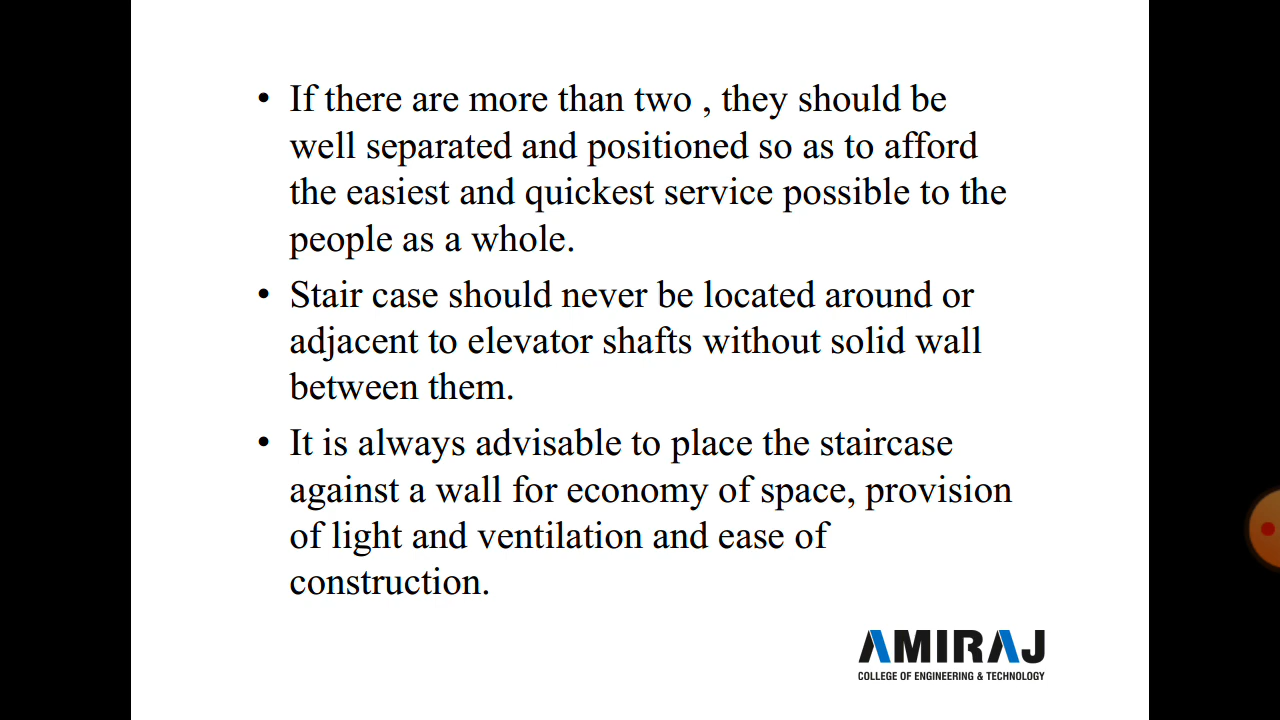 • If there are more than two , they should be
well separated and positioned so as to afford
the easiest and quickest service possible to the
people as a whole.
• Stair case should never be located around or
adjacent to elevator shafts without solid wall
between them.
• It is always advisable to place the staircase
against a wall for economy of space, provision
of light and ventilation and ease of
construction.
AMIRAJ
COLLEGE OF ENGINEERING & TECHNOLOGY